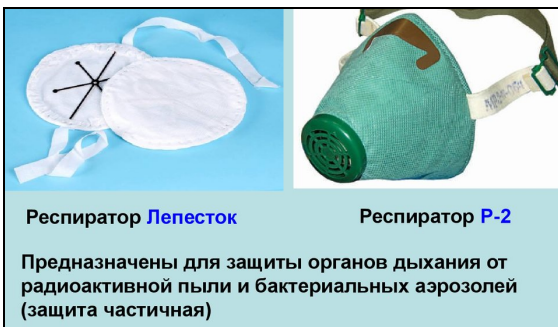 Респиратор Лепесток
Респиратор Р-2
Предназначены для защиты органов дыхания от
радиоактивной пыли и бактериальных аэрозолей
(защита частичная)